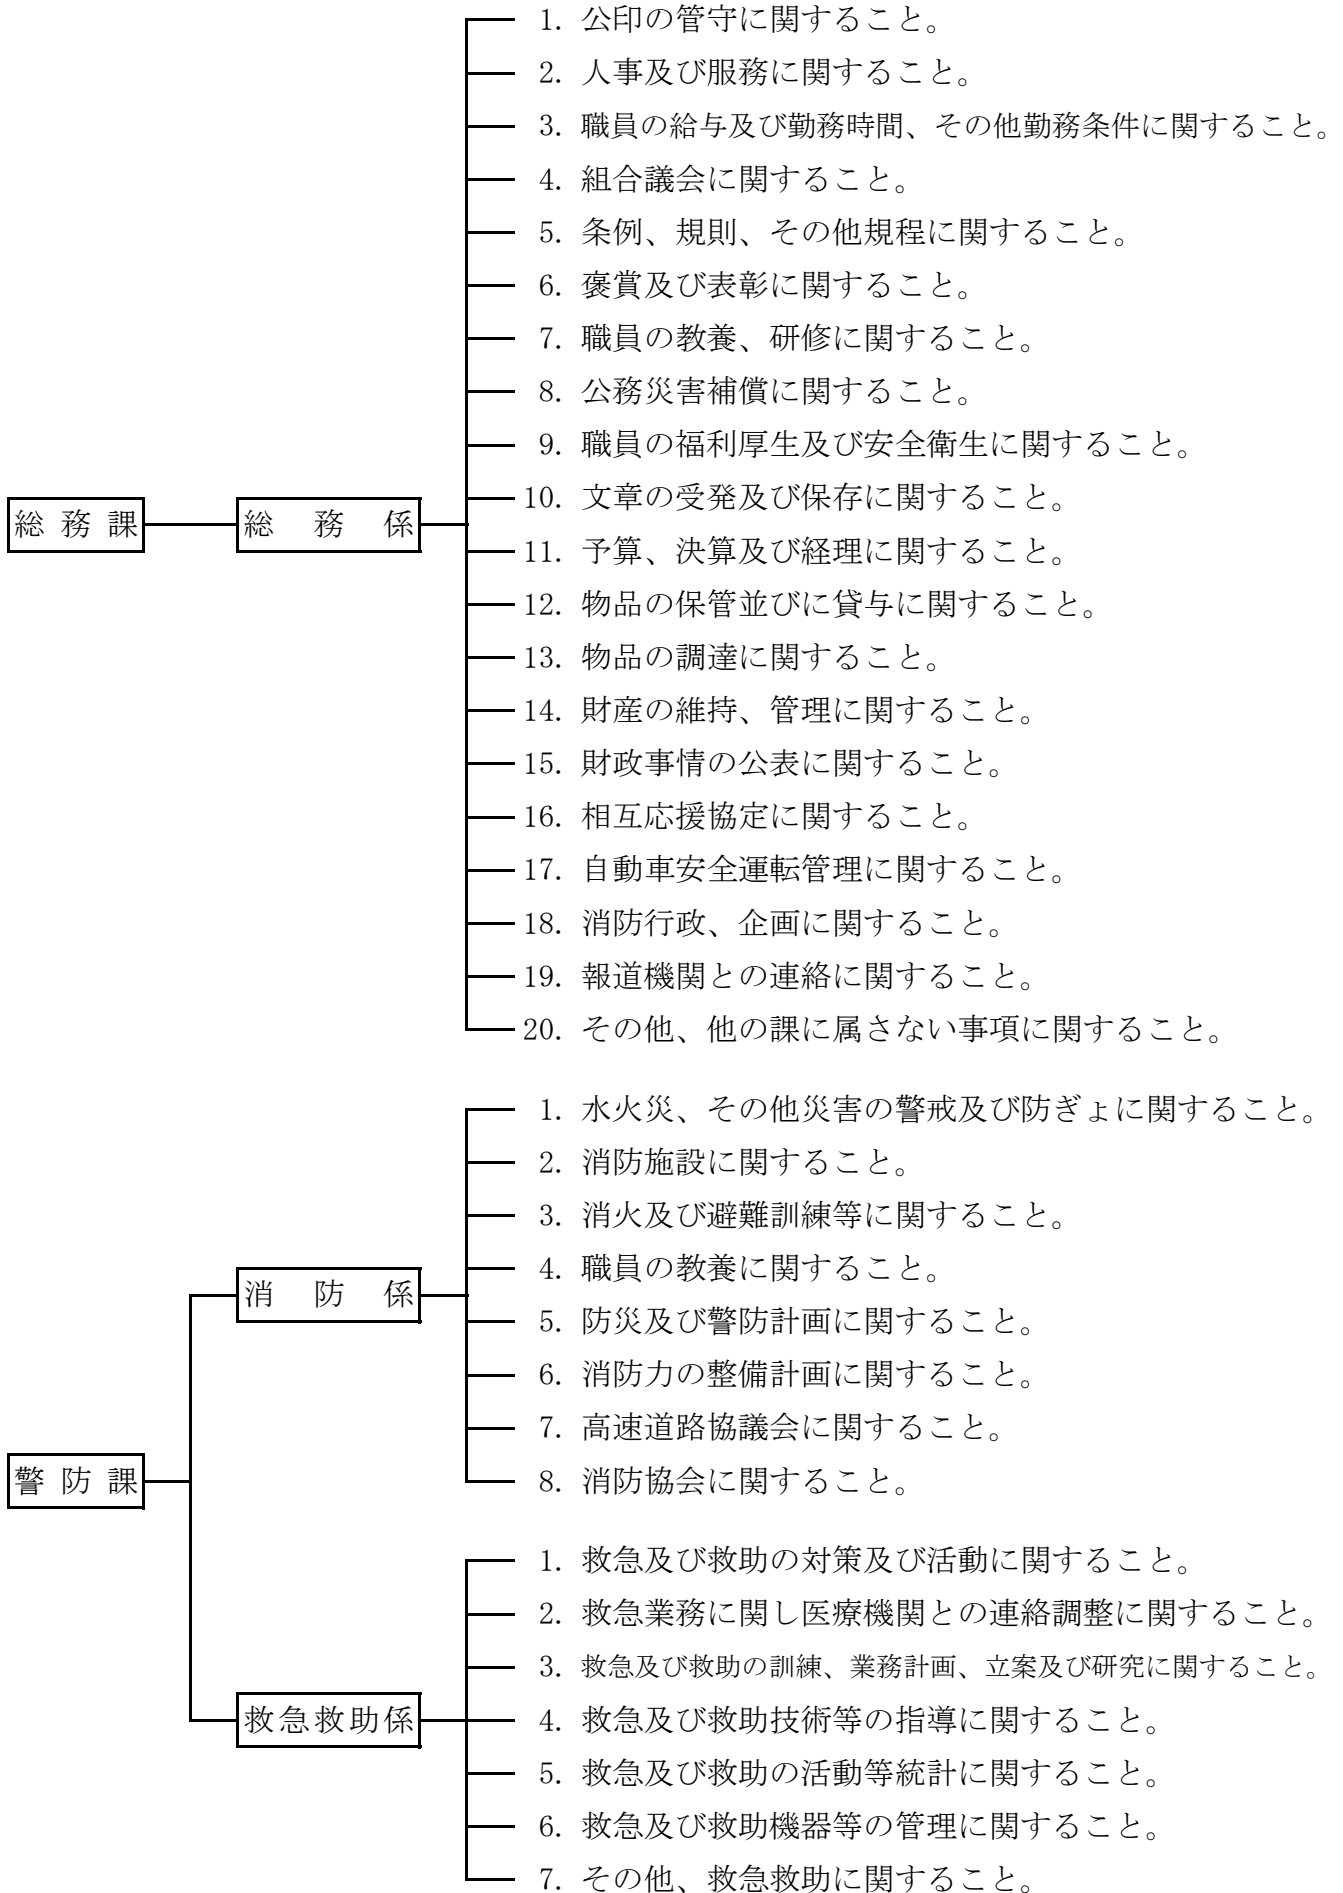 総務課
総務係
1. 公印の管守に関すること。
2. 人事及び服務に関すること。
3. 職員の給与及び勤務時間、その他勤務条件に関すること。
4. 組合議会に関すること。
5. 条例、規則、その他規程に関すること。
6. 褒賞及び表彰に関すること。
7. 職員の教養、研修に関すること。
8. 公務災害補償に関すること。
9. 職員の福利厚生及び安全衛生に関すること。
10. 文章の受発及び保存に関すること。
11. 予算、決算及び経理に関すること。
12. 物品の保管並びに貸与に関すること。
13. 物品の調達に関すること。
14. 財産の維持、管理に関すること。
15. 財政事情の公表に関すること。
16. 相互応援協定に関すること。
17. 自動車安全運転管理に関すること。
18. 消防行政、企画に関すること。
19. 報道機関との連絡に関すること。
20. その他、他の課に属さない事項に関すること。
警防課
消防係
1. 水火災、その他災害の警戒及び防ぎょに関すること。
2. 消防施設に関すること。
3. 消火及び避難訓練等に関すること。
4. 職員の教養に関すること。
5. 防災及び警防計画に関すること。
6. 消防力の整備計画に関すること。
7. 高速道路協議会に関すること。
8. 消防協会に関すること。
救急救助係
1. 救急及び救助の対策及び活動に関すること。
2. 救急業務に関し医療機関との連絡調整に関すること。
3. 救急及び救助の訓練、業務計画、立案及び研究に関すること。
4. 救急及び救助技術等の指導に関すること。
5. 救急及び救助の活動等統計に関すること。
6. 救急及び救助機器等の管理に関すること。
7. その他、救急救助に関すること。